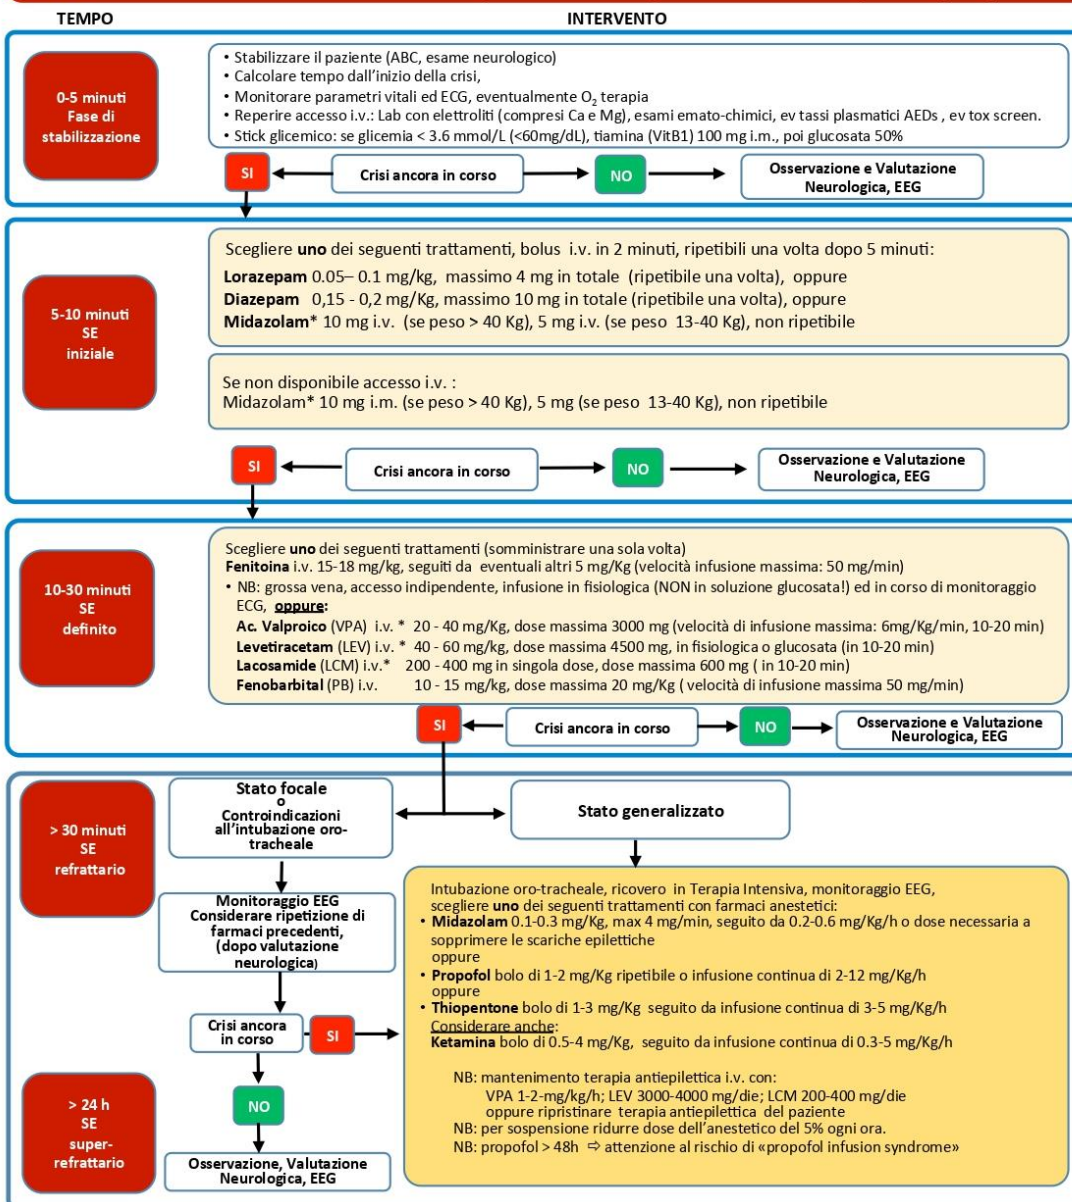 TEMPO
INTERVENTO
0-5 minuti
Fase di
stabilizzazione
• Stabilizzare il paziente (ABC, esame neurologico)
• Calcolare tempo dall'inizio della crisi,
• Monitorare parametri vitali ed ECG, eventualmente O₂ terapia
• Reperire accesso i.v.: Lab con elettroliti (compresi Ca e Mg), esami emato-chimici, ev tassi plasmatici AEDs , ev tox screen.
• Stick glicemico: se glicemia < 3.6 mmol/L (<60mg/dL), tiamina (VitB1) 100 mg i.m., poi glucosata 50%
SI
Crisi ancora in corso
NO
Osservazione e Valutazione
Neurologica, EEG
5-10 minuti
SE
iniziale
Scegliere uno dei seguenti trattamenti, bolus i.v. in 2 minuti, ripetibili una volta dopo 5 minuti:
Lorazepam 0.05– 0.1 mg/kg, massimo 4 mg in totale (ripetibile una volta), oppure
Diazepam 0,15 - 0,2 mg/Kg, massimo 10 mg in totale (ripetibile una volta), oppure
Midazolam* 10 mg i.v. (se peso > 40 Kg), 5 mg i.v. (se peso 13-40 Kg), non ripetibile
Se non disponibile accesso i.v. :
Midazolam* 10 mg i.m. (se peso > 40 Kg), 5 mg (se peso 13-40 Kg), non ripetibile
SI
Crisi ancora in corso
NO
Osservazione e Valutazione
Neurologica, EEG
10-30 minuti
SE
definito
Scegliere uno dei seguenti trattamenti (somministrare una sola volta)
Fenitoina i.v. 15-18 mg/kg, seguiti da eventuali altri 5 mg/Kg (velocità infusione massima: 50 mg/min)
• NB: grossa vena, accesso indipendente, infusione in fisiologica (NON in soluzione glucosata!) ed in corso di monitoraggio
ECG, oppure:
Ac. Valproico (VPA) i.v. * 20 - 40 mg/Kg, dose massima 3000 mg (velocità di infusione massima: 6mg/Kg/min, 10-20 min)
Levetiracetam (LEV) i.v. * 40 - 60 mg/kg, dose massima 4500 mg, in fisiologica o glucosata (in 10-20 min)
Lacosamide (LCM) i.v.* 200 - 400 mg in singola dose, dose massima 600 mg ( in 10-20 min)
Fenobarbital (PB) i.v. 10 - 15 mg/kg, dose massima 20 mg/Kg ( velocità di infusione massima 50 mg/min)
SI
Crisi ancora in corso
NO
Osservazione e Valutazione
Neurologica, EEG
> 30 minuti
SE
refrattario
Stato focale
o
Controindicazioni
all'intubazione oro-
tracheale
Stato generalizzato
Monitoraggio EEG
Considerare ripetizione di
farmaci precedenti,
(dopo valutazione
neurologica)
Crisi ancora
in corso
SI
NO
Osservazione, Valutazione
Neurologica, EEG
Intubazione oro-tracheale, ricovero in Terapia Intensiva, monitoraggio EEG,
scegliere uno dei seguenti trattamenti con farmaci anestetici:
• Midazolam 0.1-0.3 mg/Kg, max 4 mg/min, seguito da 0.2-0.6 mg/Kg/h o dose necessaria a
sopprimere le scariche epilettiche
oppure
• Propofol bolo di 1-2 mg/Kg ripetibile o infusione continua di 2-12 mg/Kg/h
oppure
• Thiopentone bolo di 1-3 mg/Kg seguito da infusione continua di 3-5 mg/Kg/h
Considerare anche:
Ketamina bolo di 0.5-4 mg/Kg, seguito da infusione continua di 0.3-5 mg/Kg/h
NB: mantenimento terapia antiepilettica i.v. con:
VPA 1-2-mg/kg/h; LEV 3000-4000 mg/die; LCM 200-400 mg/die
oppure ripristinare terapia antiepilettica del paziente
NB: per sospensione ridurre dose dell'anestetico del 5% ogni ora.
NB: propofol > 48h ⇨ attenzione al rischio di «propofol infusion syndrome»
> 24 h
SE
super-
refrattario